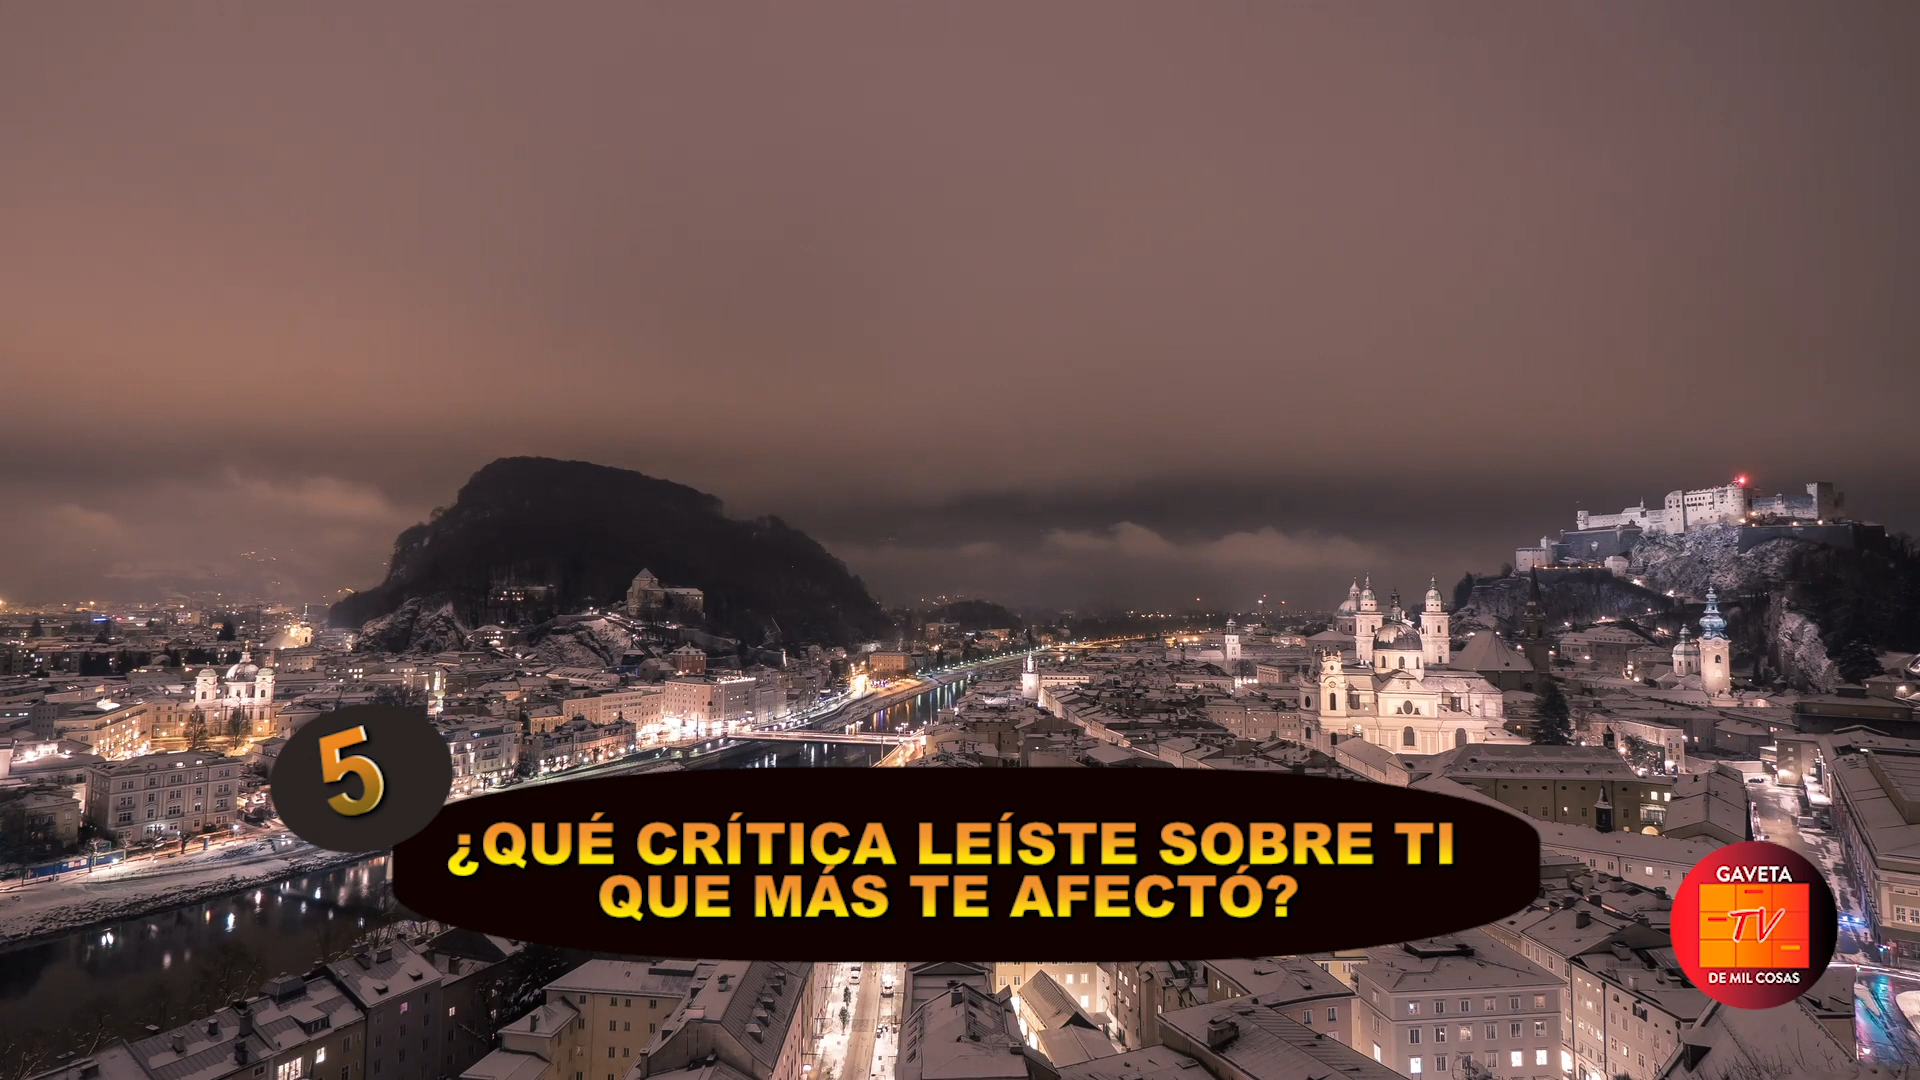 5
¿QUÉ CRÍTICA LEÍSTE SOBRE TI
QUE MÁS TE AFECTÓ?
GAVETA
TV
DE MIL COSAS